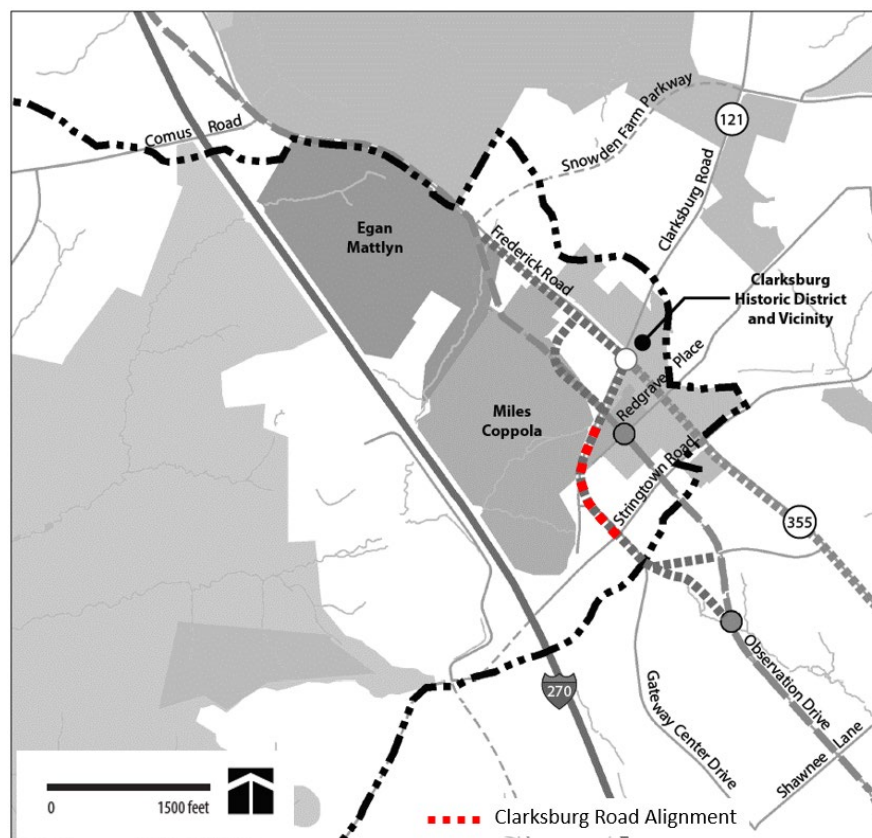 Comus Road
Snowden Farm Parkway
121
Clarksburg Road
Egan
Mattlyn
Frederick Road
Clarksburg
Historic District
and Vicinity
Redgrave Place
Miles
Coppola
Stringtown Road
355
270
Observation Drive
Gateway Center Drive
Shawnee Lane
0 1500 feet
Clarksburg Road Alignment